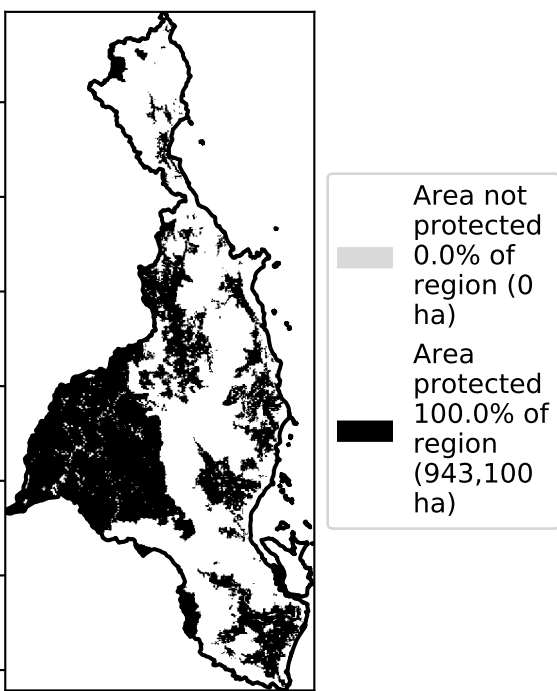 Area not
protected
0.0% of
region (0
ha)
Area
protected
100.0% of
region
(943,100
ha)